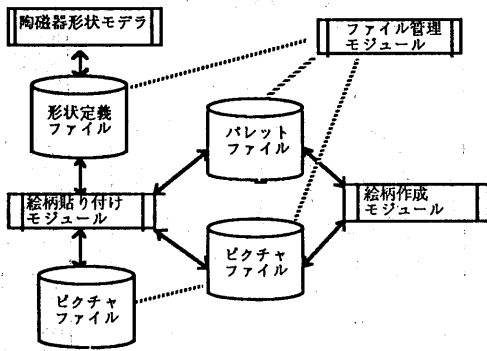 陶磁器形状モデラ
ファイル管理
モジュール
形状定義
ファイル
パレット
ファイル
絵柄貼り付け
モジュール
絵柄作成
モジュール
ピクチャ
ファイル
ピクチャ
ファイル